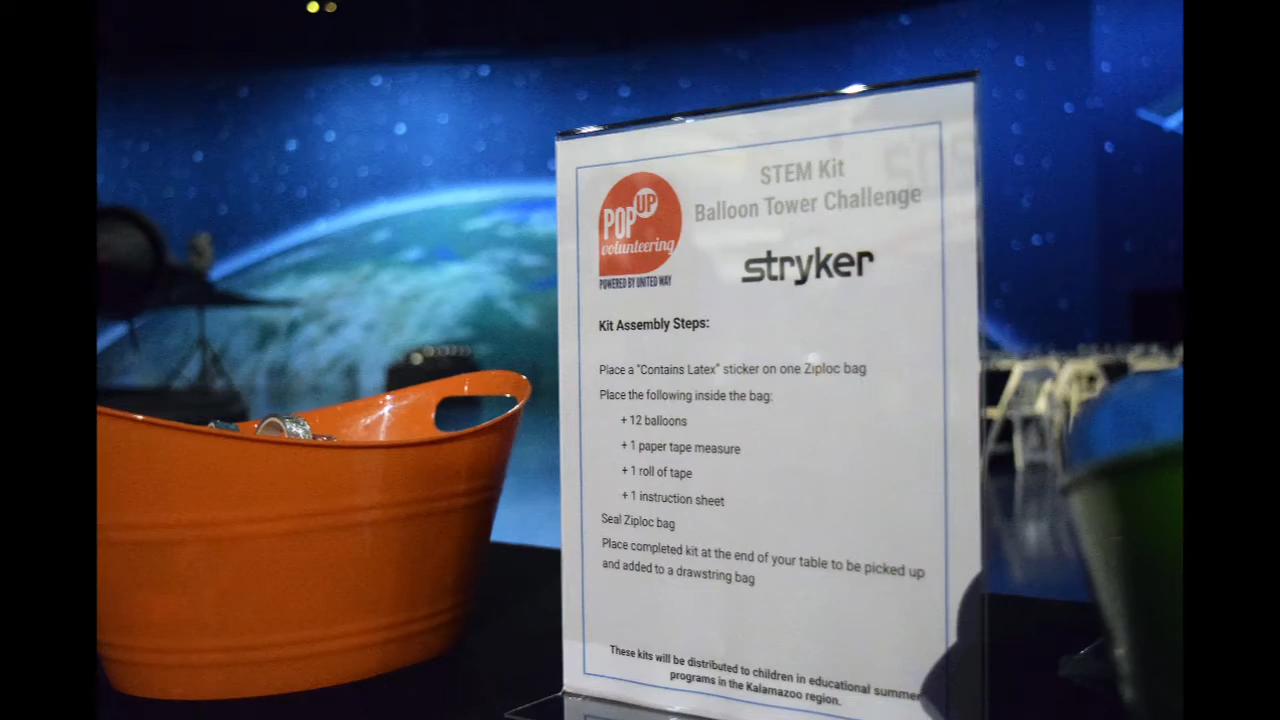 STEM Kit
Balloon Tower Challenge
POP UP
volunteering
POWERED BY UNITED WAY
stryker
Kit Assembly Steps:
Place a "Contains Latex" sticker on one Ziploc bag
Place the following inside the bag:
+ 12 balloons
+ 1 paper tape measure
+ 1 roll of tape
+ 1 instruction sheet
Seal Ziploc bag
Place completed kit at the end of your table to be picked up
and added to a drawstring bag
These kits will be distributed to children in educational summer
programs in the Kalamazoo region.